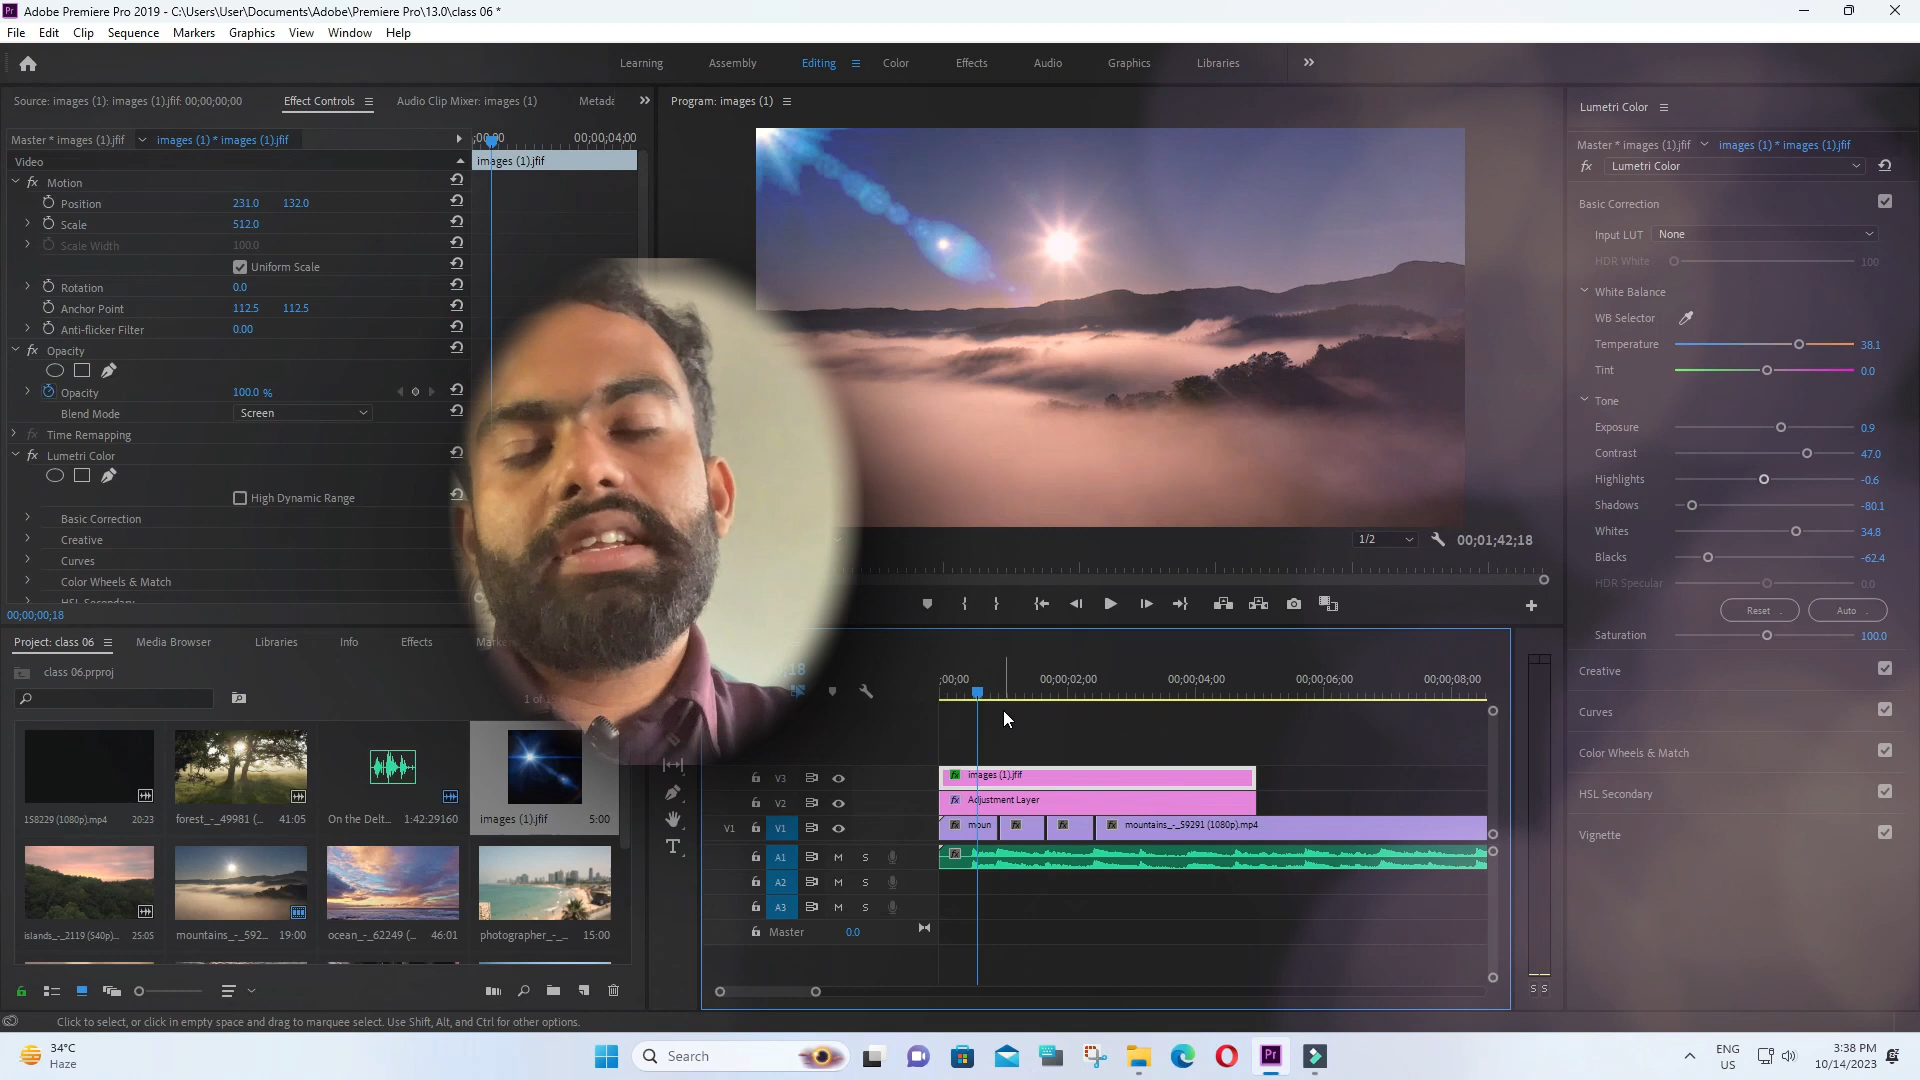 Adobe Premiere Pro 2019 - C:\Users\User\Documents\Adobe\Premiere Pro\13.0\class 06 *
File Edit Clip Sequence Markers Graphics View Window Help
Learning Assembly Editing Color Effects Audio Graphics Libraries
Source: images (1): images (1).jfif: 00;00;00;00 Effect Controls Audio Clip Mixer: images (1) Metada
Program: images (1)
Lumetri Color
Master * images (1).jfif images (1) * images (1).jfif
;00;00 00;00;04;00
Video
images (1).jfif
Motion
Position 231.0 132.0
Scale 512.0
Scale Width 100.0
Uniform Scale
Rotation 0.0
Anchor Point 112.5 112.5
Anti-flicker Filter 0.00
Opacity
Opacity 100.0 %
Blend Mode Screen
Time Remapping
Lumetri Color
High Dynamic Range
Basic Correction
Creative
Curves
Color Wheels & Match
HSL Secondary
00;00;00;18
1/2 00;01;42;18
Master * images (1).jfif images (1) * images (1).jfif
fx Lumetri Color
Basic Correction
Input LUT None
HDR White 100
White Balance
WB Selector
Temperature 38.1
Tint 0.0
Tone
Exposure 0.9
Contrast 47.0
Highlights -0.6
Shadows -80.1
Whites 34.8
Blacks -62.4
HDR Specular 0.0
Reset Auto
Saturation 100.0
Creative
Curves
Color Wheels & Match
HSL Secondary
Vignette
Project: class 06 Media Browser Libraries Info Effects
class 06.prproj
158229 (1080p).mp4 20:23
forest_-_49981 (... 41:05
On the Delt... 1:42:29160
images (1).jfif 5:00
islands_-_2119 (540p)... 25:05
mountains_-_592... 19:00
ocean_-_62249 (... 46:01
photographer_-_... 15:00
;00;00 00;00;02;00 00;00;04;00 00;00;06;00 00;00;08;00
V3 fx images (1).jfif
V2 fx Adjustment Layer
V1 V1 fx moun fx fx fx mountains_-_59291 (1080p).mp4
A1 M S fx
A2 M S
A3 M S
Master 0.0
S S
Click to select, or click in empty space and drag to marquee select. Use Shift, Alt, and Ctrl for other options.
34°C
Haze
Search
ENG
US
3:38 PM
10/14/2023